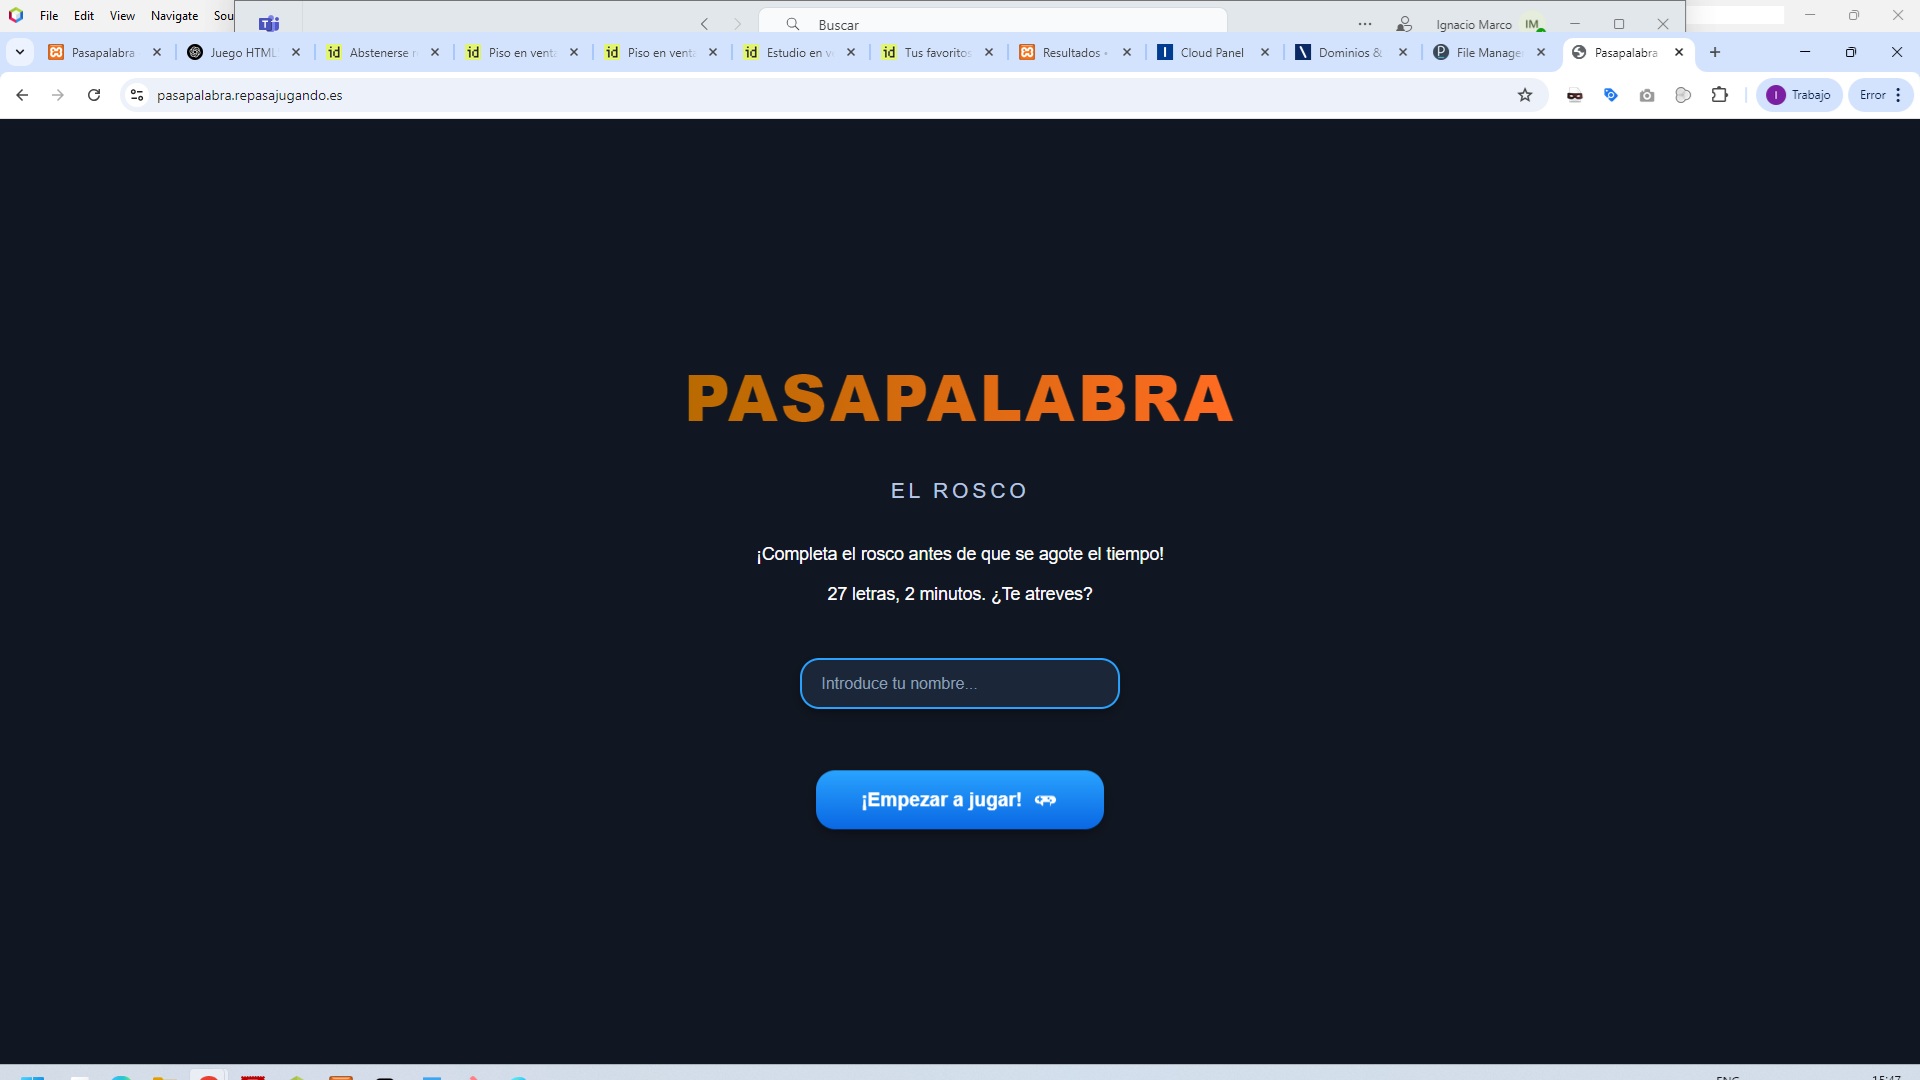 File Edit View Navigate Sou
Buscar
Ignacio Marco IM
Pasapalabra
Juego HTML
Abstenerse
Piso en vent
Piso en vent
Estudio en v
Tus favoritos
Resultados
Cloud Panel
Dominios &
File Manage
Pasapalabra
pasapalabra.repasajugando.es
I Trabajo
Error
PASAPALABRA
EL ROSCO
¡Completa el rosco antes de que se agote el tiempo!
27 letras, 2 minutos. ¿Te atreves?
Introduce tu nombre...
¡Empezar a jugar!